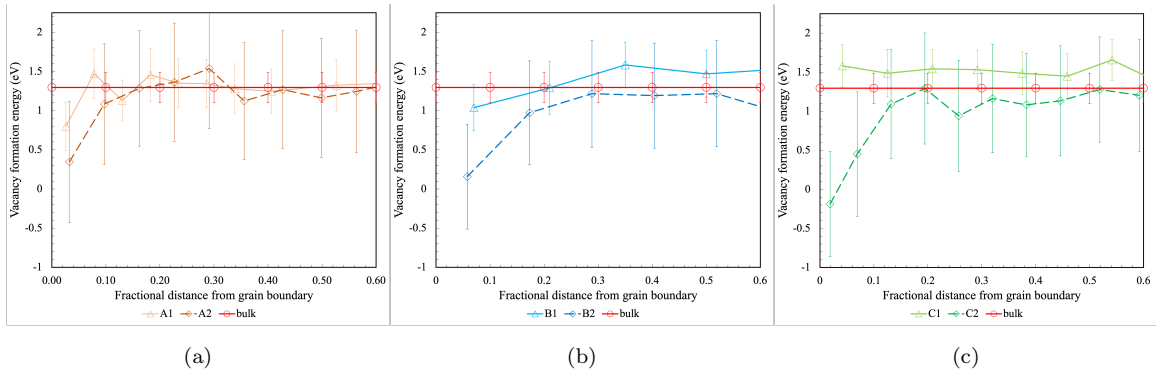 2
1.5
1
0.5
0
-0.5
-1
Vacancy formation energy (eV)
0.00 0.10 0.20 0.30 0.40 0.50 0.60
Fractional distance from grain boundary
A1 A2 bulk
(a)
2
1.5
1
0.5
0
-0.5
-1
Vacancy formation energy (eV)
0 0.1 0.2 0.3 0.4 0.5 0.6
Fractional distance from grain boundary
B1 B2 bulk
(b)
2
1.5
1
0.5
0
-0.5
-1
Vacancy formation energy (eV)
0 0.1 0.2 0.3 0.4 0.5 0.6
Fractional distance from grain boundary
C1 C2 bulk
(c)